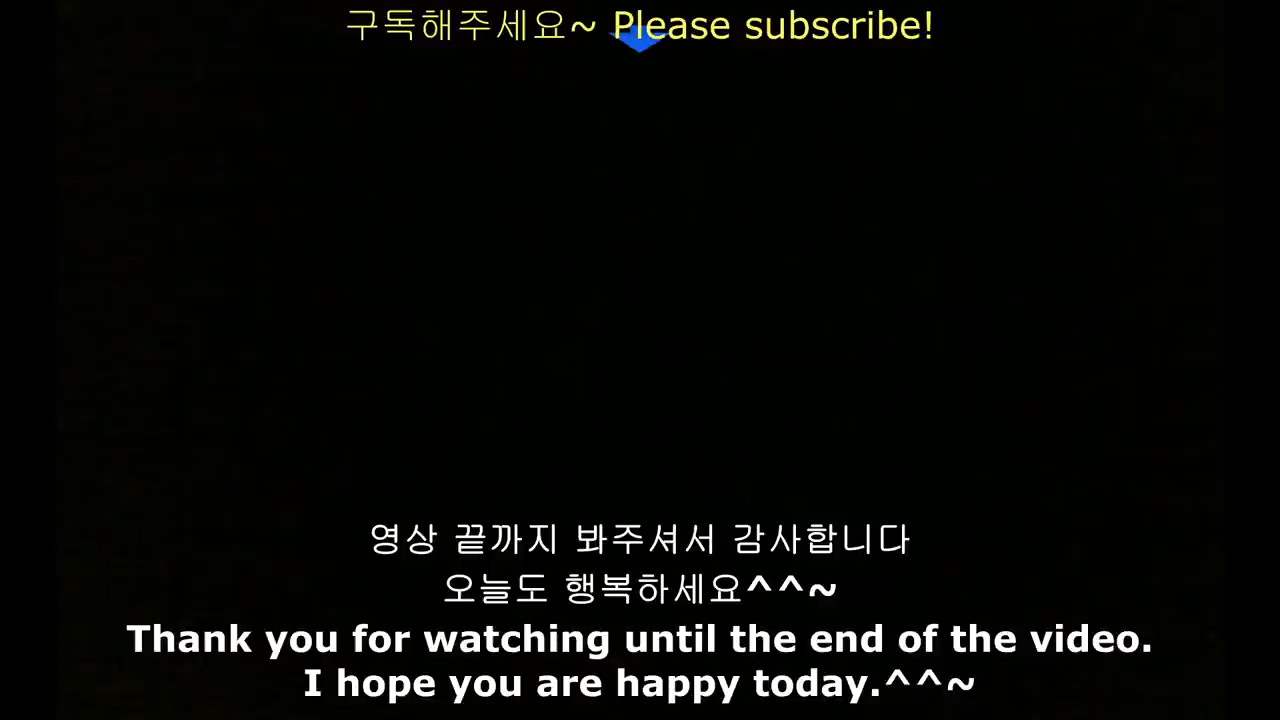 구독해주세요~ Please subscribe!
영상 끝까지 봐주셔서 감사합니다
오늘도 행복하세요^^~
Thank you for watching until the end of the video.
I hope you are happy today.^^~